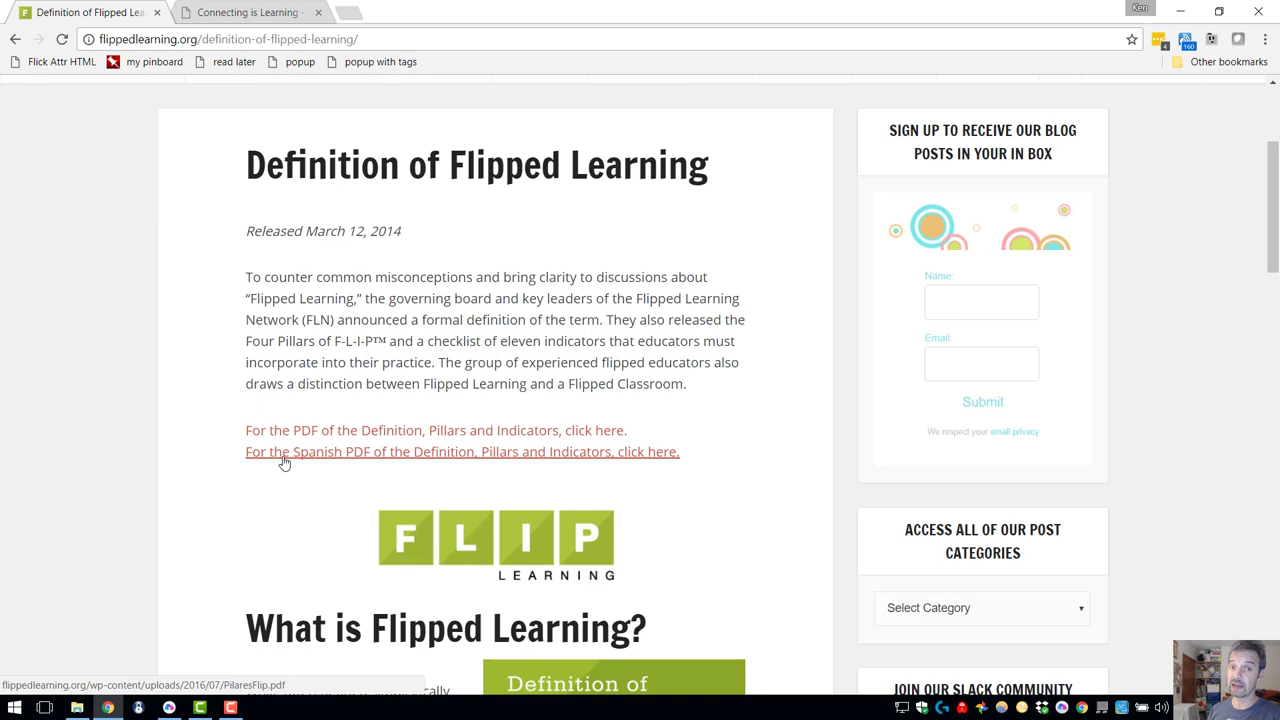 Definition of Flipped Lea
Connecting is Learning
Ken
flippedlearning.org/definition-of-flipped-learning/
4
160
Flick Attr HTML
my pinboard
read later
popup
popup with tags
Other bookmarks
Definition of Flipped Learning
Released March 12, 2014
To counter common misconceptions and bring clarity to discussions about
“Flipped Learning,” the governing board and key leaders of the Flipped Learning
Network (FLN) announced a formal definition of the term. They also released the
Four Pillars of F-L-I-P™ and a checklist of eleven indicators that educators must
incorporate into their practice. The group of experienced flipped educators also
draws a distinction between Flipped Learning and a Flipped Classroom.
For the PDF of the Definition, Pillars and Indicators, click here.
For the Spanish PDF of the Definition, Pillars and Indicators, click here.
FLIP
LEARNING
What is Flipped Learning?
Definition of
SIGN UP TO RECEIVE OUR BLOG
POSTS IN YOUR IN BOX
Name:
Email:
Submit
We respect your email privacy
ACCESS ALL OF OUR POST
CATEGORIES
Select Category
JOIN OUR SLACK COMMUNITY
flippedlearning.org/wp-content/uploads/2016/07/PilaresFlip.pdf